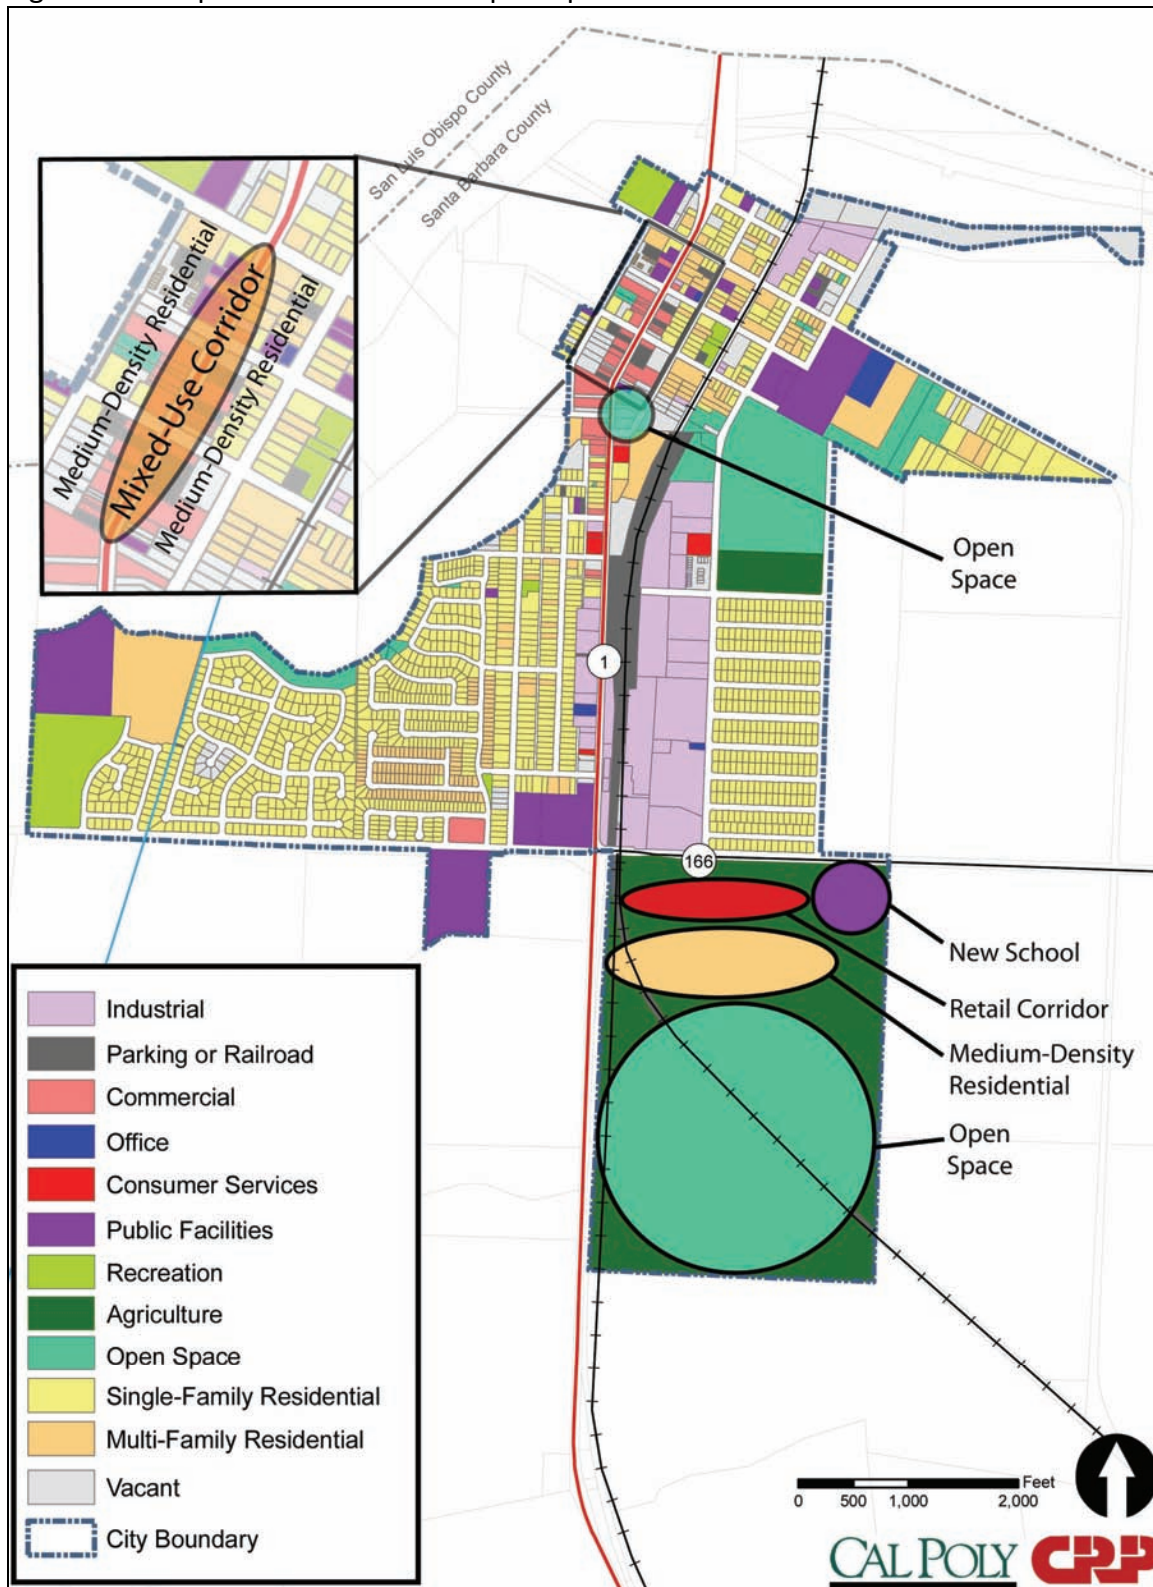 San Luis Obispo County
Santa Barbara County
Medium-Density Residential
Mixed-Use Corridor
Medium-Density Residential
Open
Space
1
166
New School
Retail Corridor
Medium-Density
Residential
Open
Space
Industrial
Parking or Railroad
Commercial
Office
Consumer Services
Public Facilities
Recreation
Agriculture
Open Space
Single-Family Residential
Multi-Family Residential
Vacant
City Boundary
Feet
0 500 1,000 2,000
CAL POLY CRP